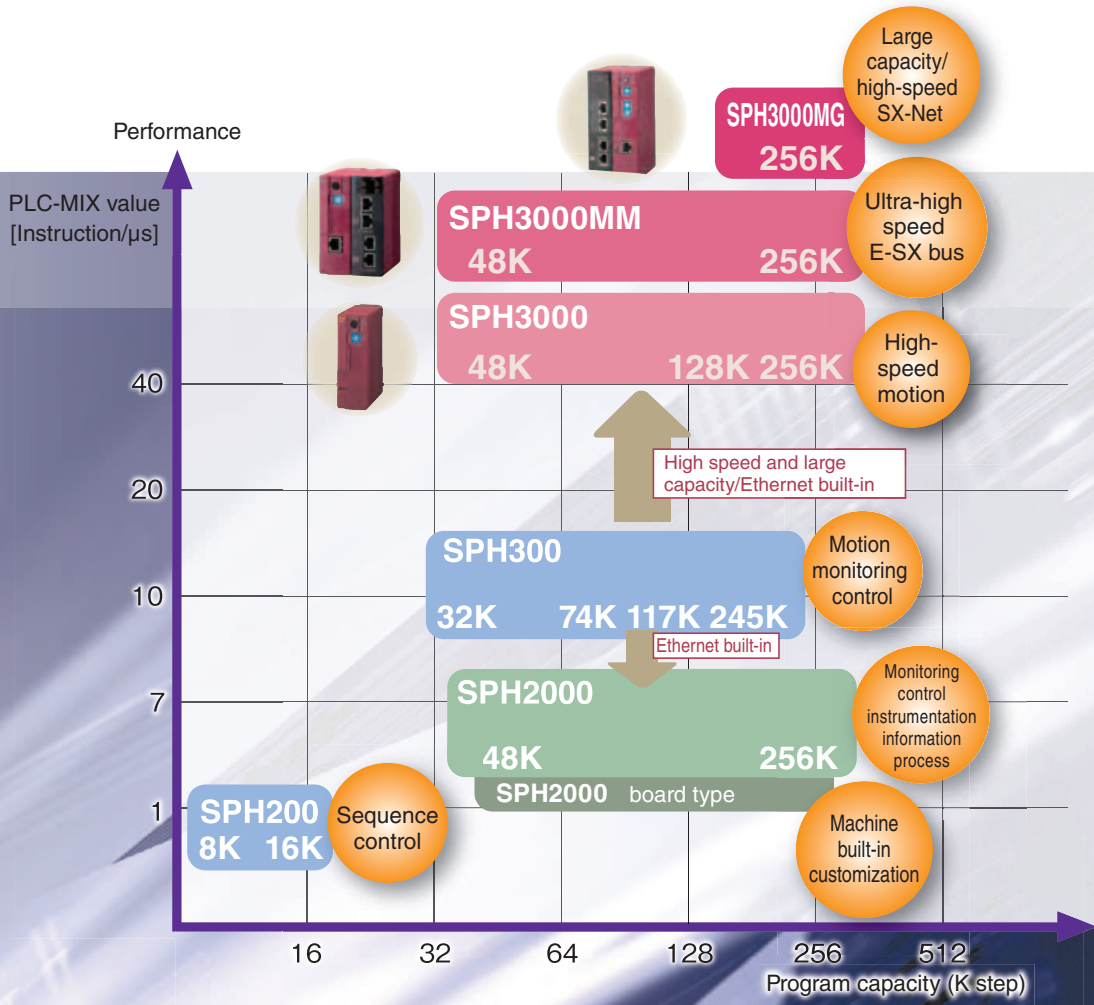 Large
capacity/
high-speed
SX-Net
SPH3000MG
256K
Performance
PLC-MIX value
[Instruction/μs]
SPH3000MM
48K 256K
Ultra-high
speed
E-SX bus
SPH3000
48K 128K 256K
High-
speed
motion
40
High speed and large
capacity/Ethernet built-in
20
SPH300
32K 74K 117K 245K
Motion
monitoring
control
10
Ethernet built-in
SPH2000
48K 256K
Monitoring
control
instrumentation
information
process
7
SPH2000 board type
1
SPH200
8K 16K
Sequence
control
Machine
built-in
customization
16 32 64 128 256 512
Program capacity (K step)